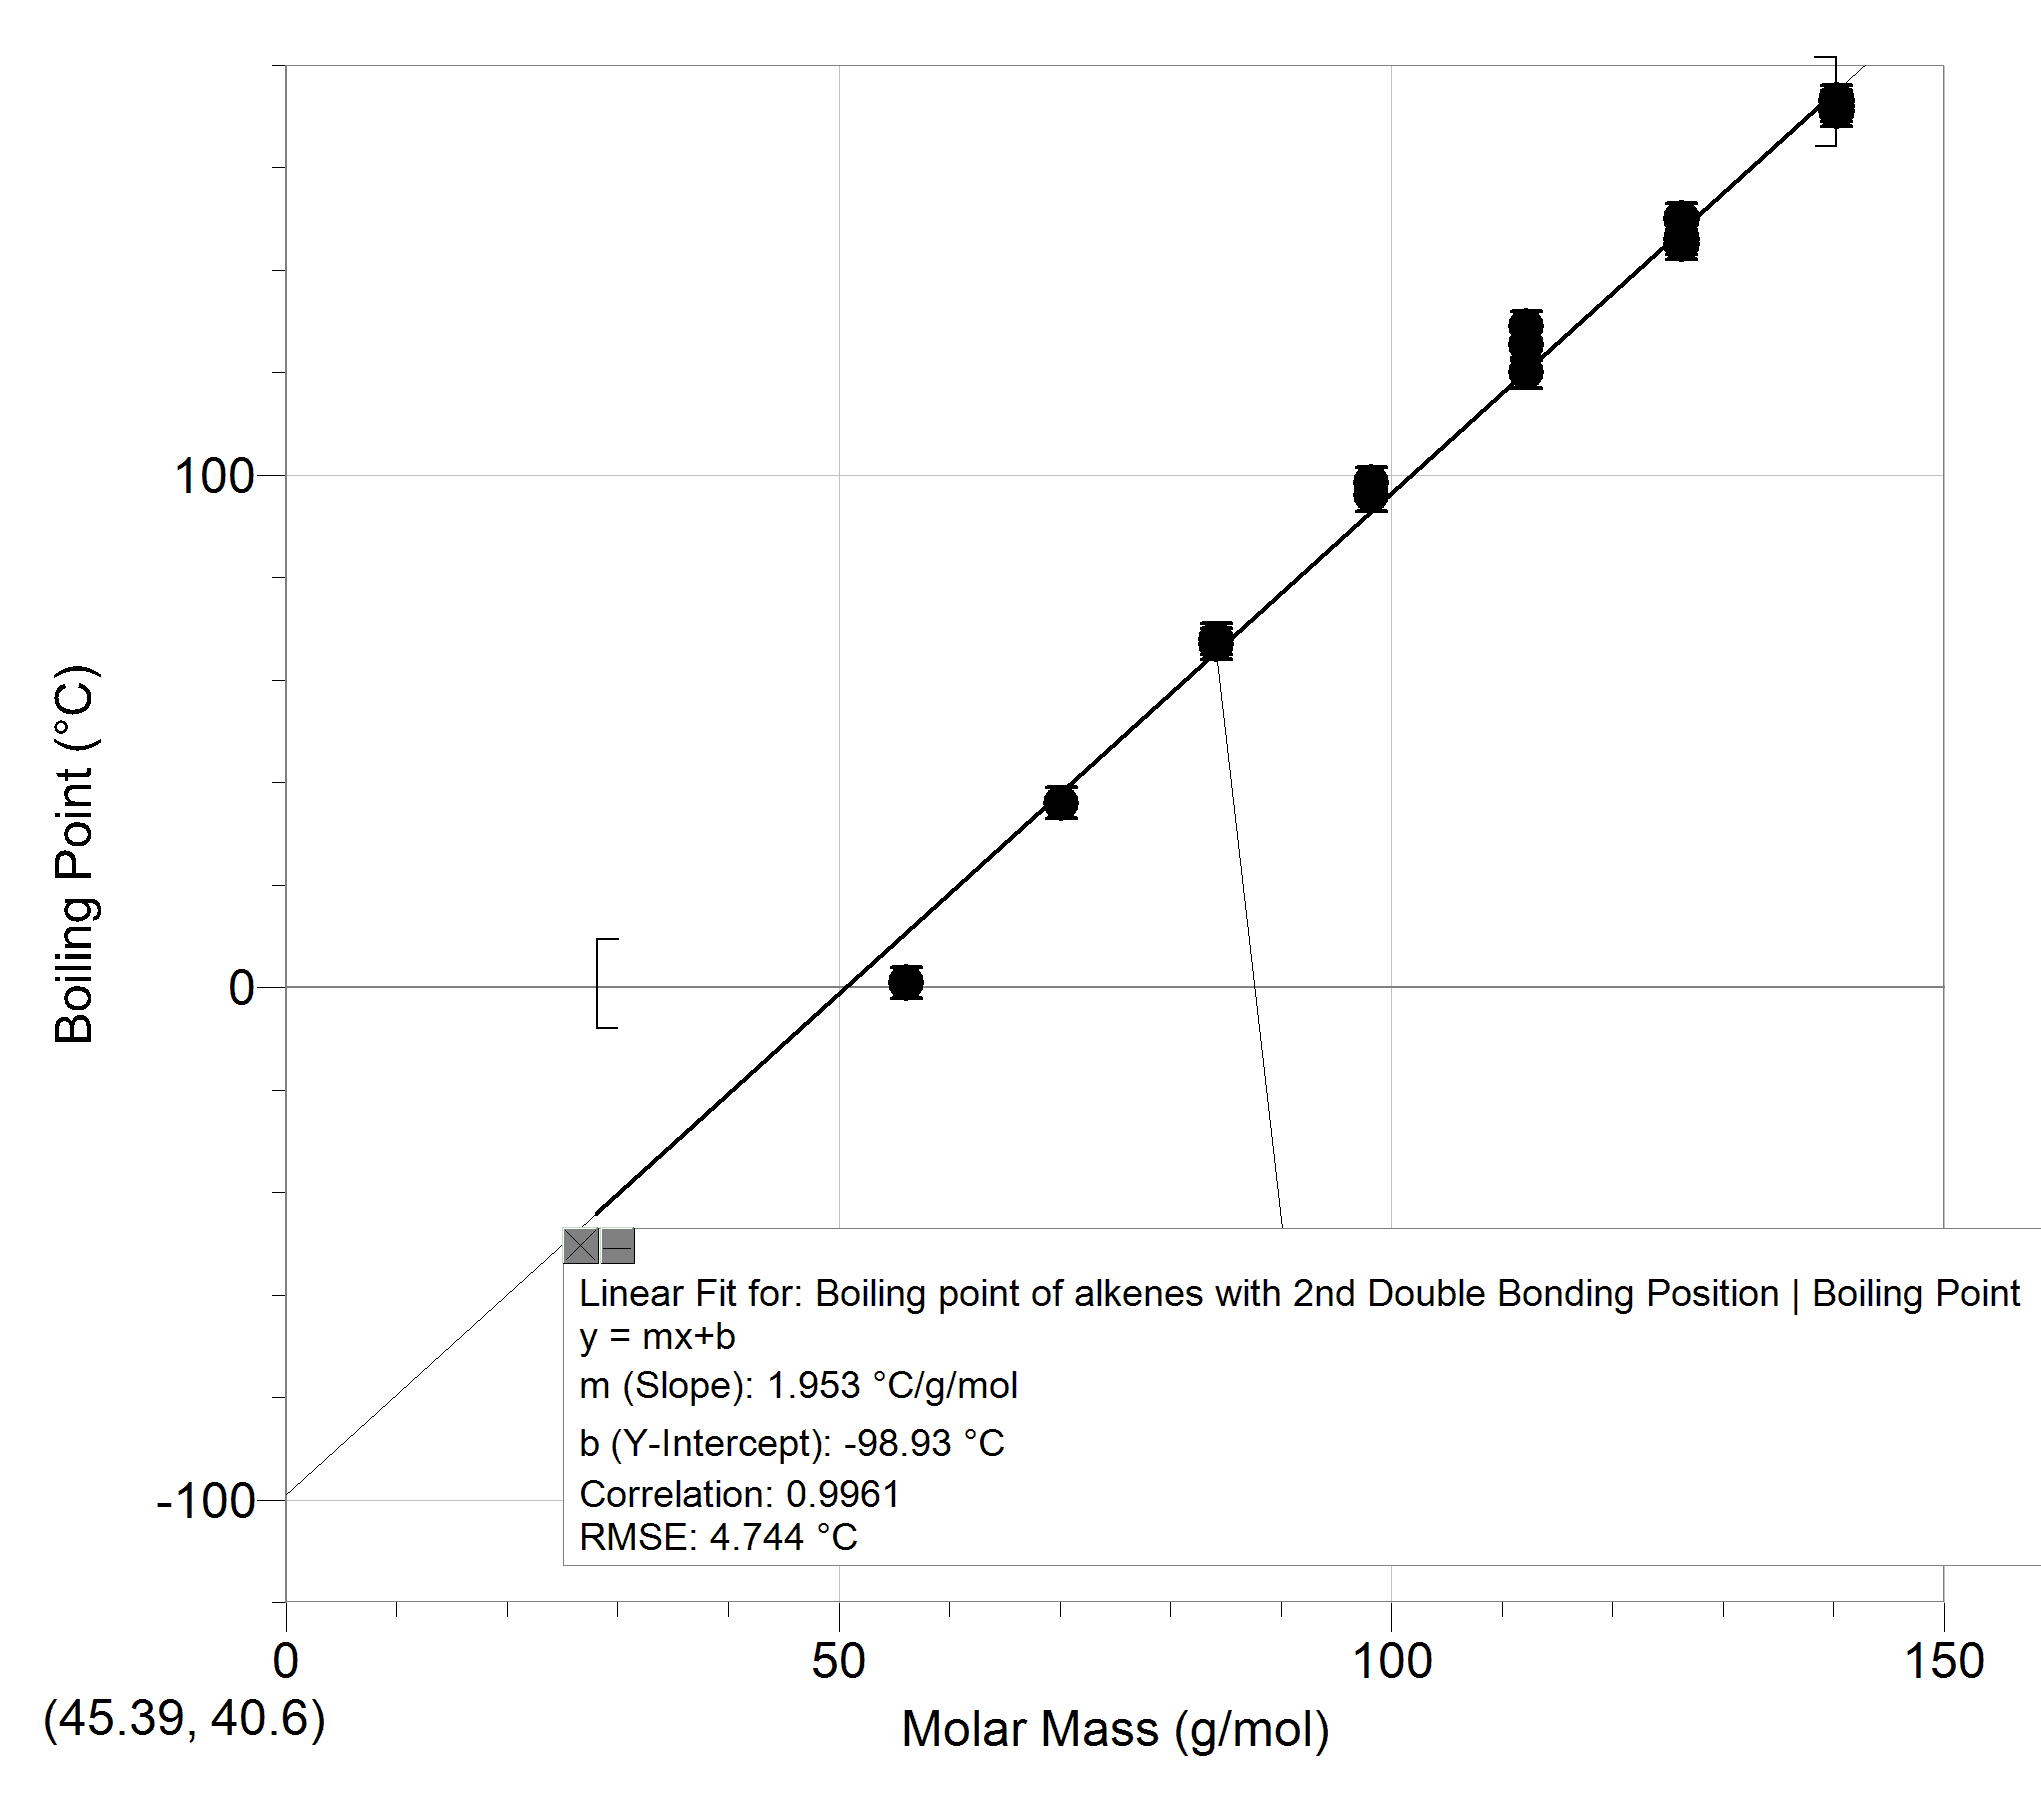 100
0
-100
Boiling Point (°C)
Linear Fit for: Boiling point of alkenes with 2nd Double Bonding Position | Boiling Point
y = mx+b
m (Slope): 1.953 °C/g/mol
b (Y-Intercept): -98.93 °C
Correlation: 0.9961
RMSE: 4.744 °C
0 50 100 150
(45.39, 40.6)
Molar Mass (g/mol)